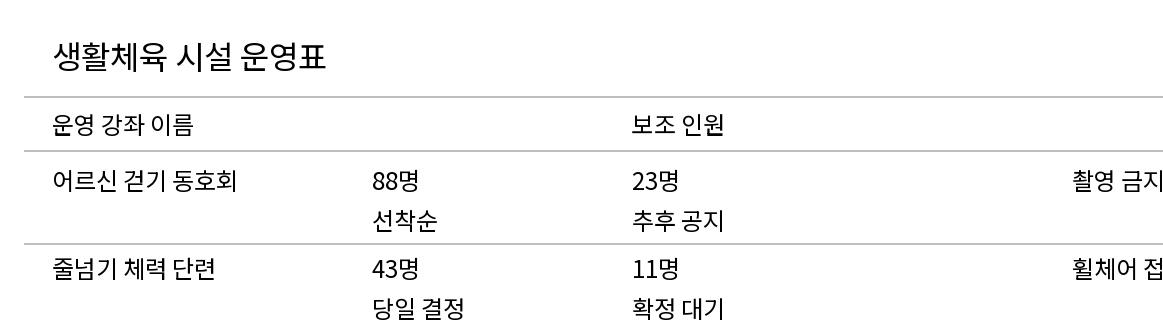 생활체육 시설 운영표
운영 강좌 이름 보조 인원
어르신 걷기 동호회 88명 23명 촬영 금지
선착순 추후 공지
줄넘기 체력 단련 43명 11명 휠체어 접
당일 결정 확정 대기